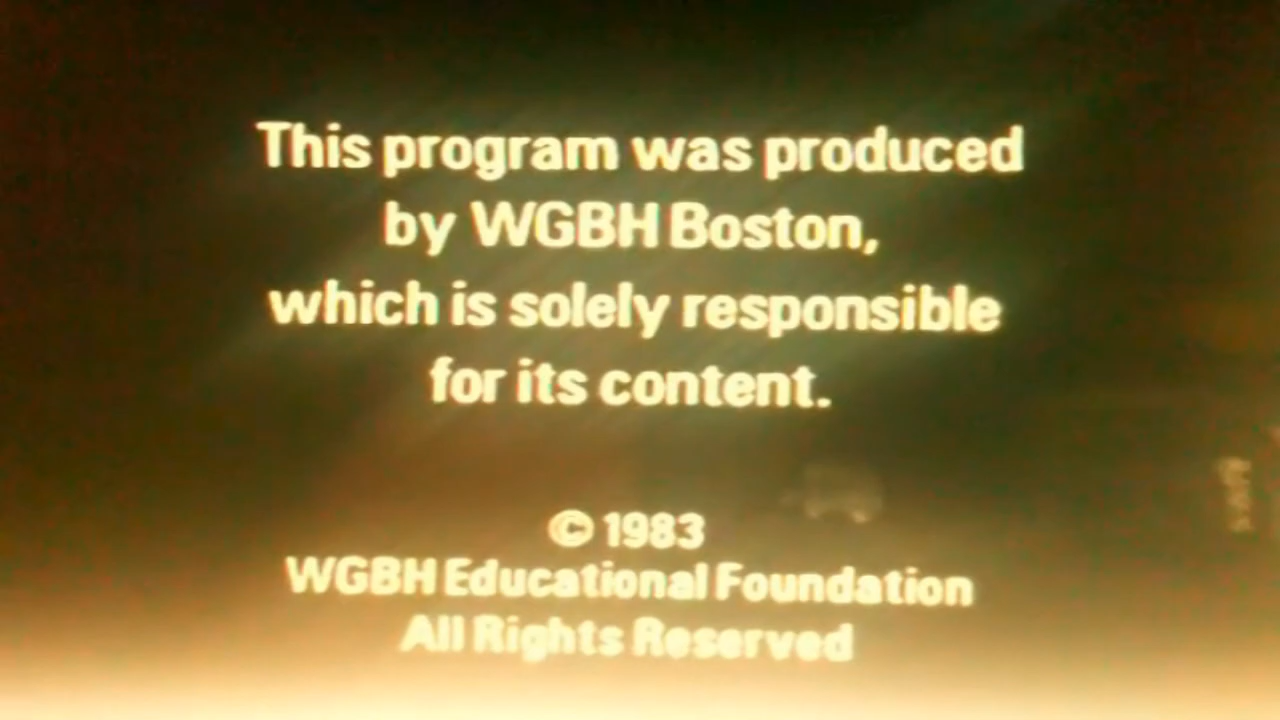 This program was produced
by WGBH Boston,
which is solely responsible
for its content.
© 1983
WGBH Educational Foundation
All Rights Reserved